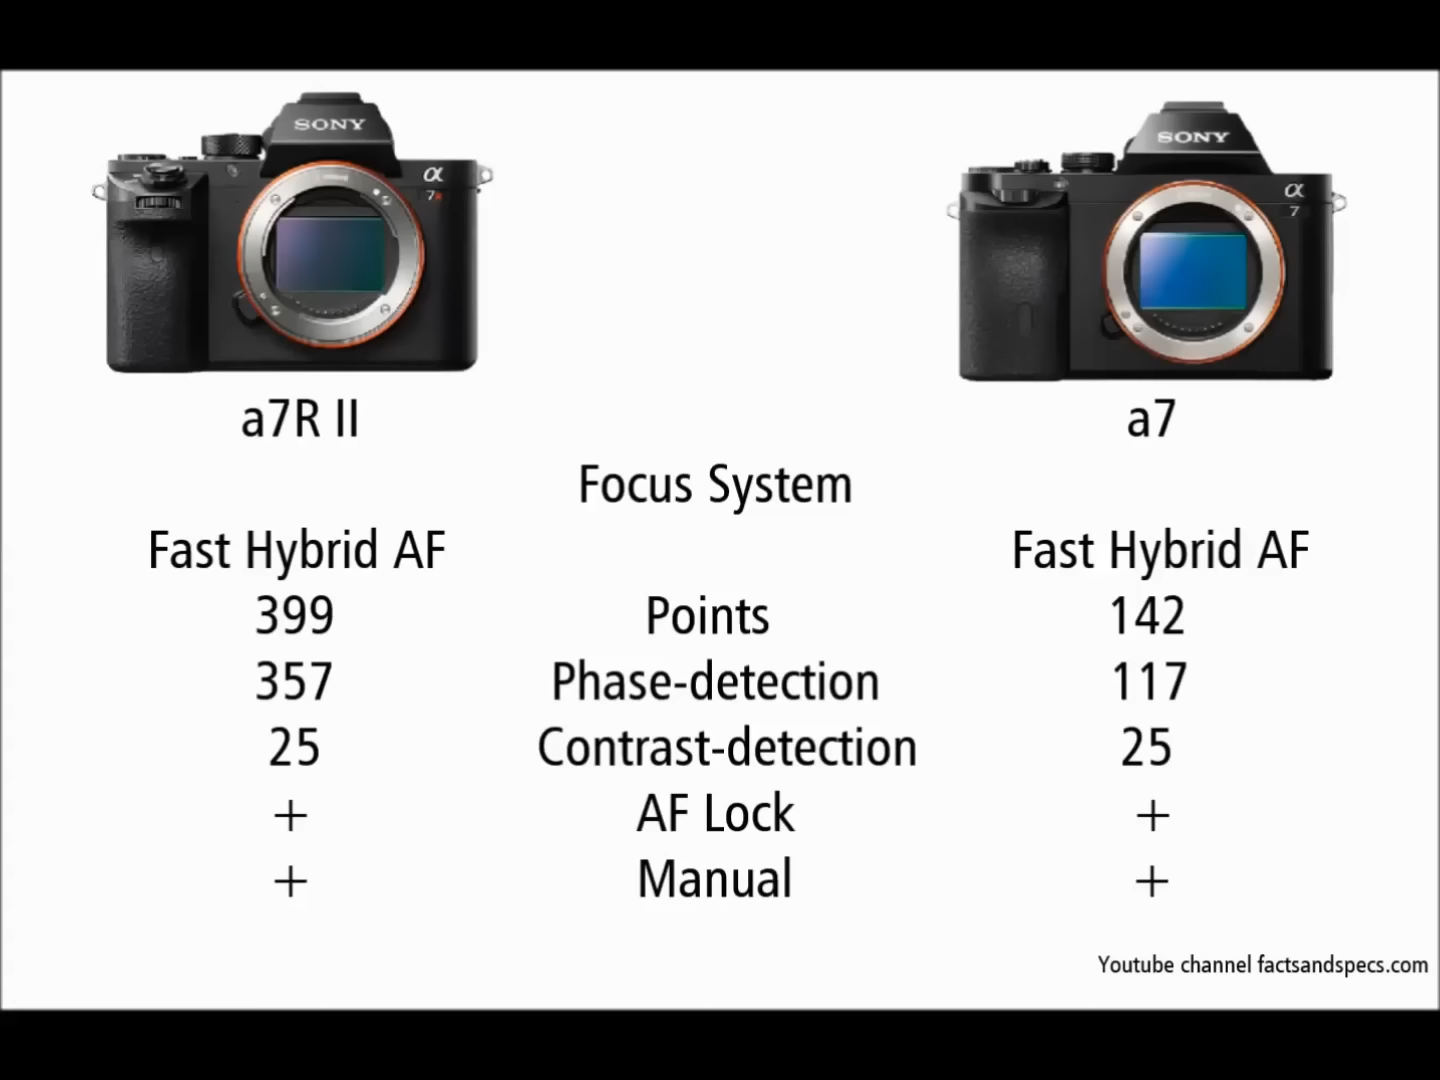 SONY
α
7R
SONY
α
7
a7R II
a7
Focus System
Fast Hybrid AF
Fast Hybrid AF
399 Points 142
357 Phase-detection 117
25 Contrast-detection 25
+ AF Lock +
+ Manual +
Youtube channel factsandspecs.com